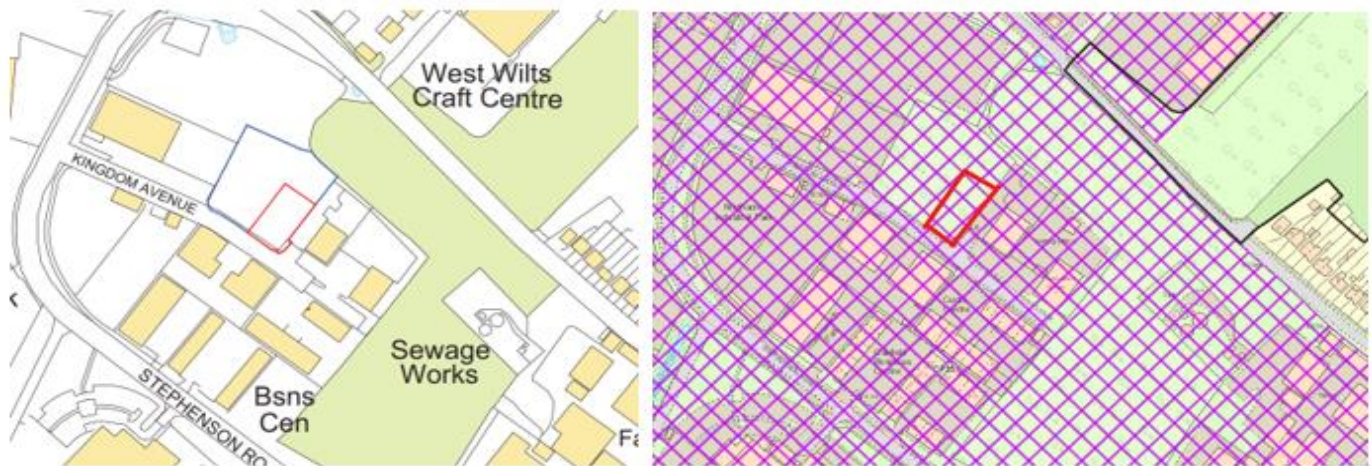 West Wilts
Craft Centre
KINGDOM AVENUE
Sewage
Works
Bsns
Cen
STEPHENSON RO
Fa
k